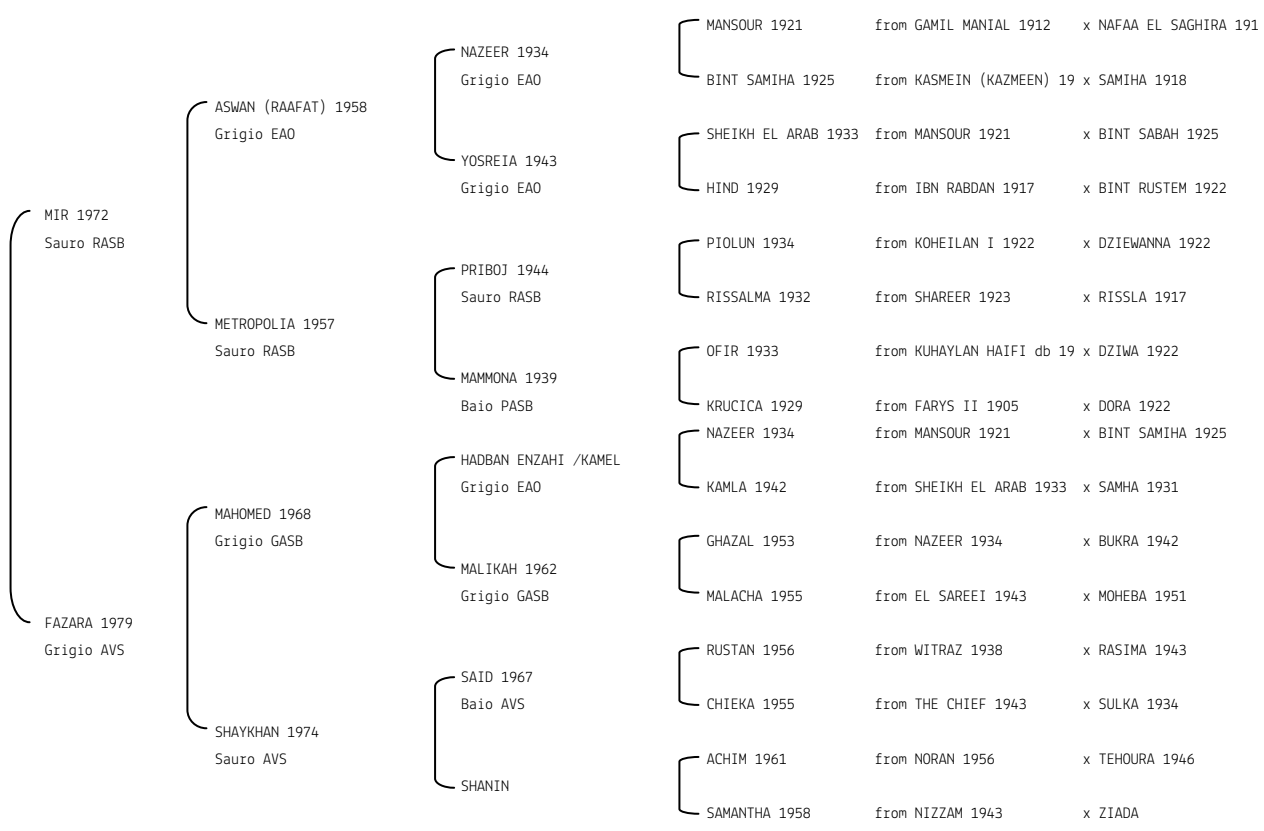 MANSOUR 1921 from GAMIL MANIAL 1912 x NAFAA EL SAGHIRA 191
NAZEER 1934
Grigio EAO
BINT SAMIHA 1925 from KASMEIN (KAZMEEN) 19 x SAMIHA 1918
ASWAN (RAAFAT) 1958
Grigio EAO
SHEIKH EL ARAB 1933 from MANSOUR 1921 x BINT SABAH 1925
YOSREIA 1943
Grigio EAO
HIND 1929 from IBN RABDAN 1917 x BINT RUSTEM 1922
MIR 1972
Sauro RASB
PIOLUN 1934 from KOHEILAN I 1922 x DZIEWANNA 1922
PRIBOJ 1944
Sauro RASB
RISSALMA 1932 from SHAREER 1923 x RISSLA 1917
METROPOLIA 1957
Sauro RASB
OFIR 1933 from KUHAYLAN HAIFI db 19 x DZIWA 1922
MAMMONA 1939
Baio PASB
KRUCICA 1929 from FARYS II 1905 x DORA 1922
NAZEER 1934 from MANSOUR 1921 x BINT SAMIHA 1925
HADBAN ENZAHI /KAMEL
Grigio EAO
KAMLA 1942 from SHEIKH EL ARAB 1933 x SAMHA 1931
MAHOMED 1968
Grigio GASB
GHAZAL 1953 from NAZEER 1934 x BUKRA 1942
MALIKAH 1962
Grigio GASB
MALACHA 1955 from EL SAREEI 1943 x MOHEBA 1951
FAZARA 1979
Grigio AVS
RUSTAN 1956 from WITRAZ 1938 x RASIMA 1943
SAID 1967
Baio AVS
CHIEKA 1955 from THE CHIEF 1943 x SULKA 1934
SHAYKHAN 1974
Sauro AVS
ACHIM 1961 from NORAN 1956 x TEHOURA 1946
SHANIN
SAMANTHA 1958 from NIZZAM 1943 x ZIADA